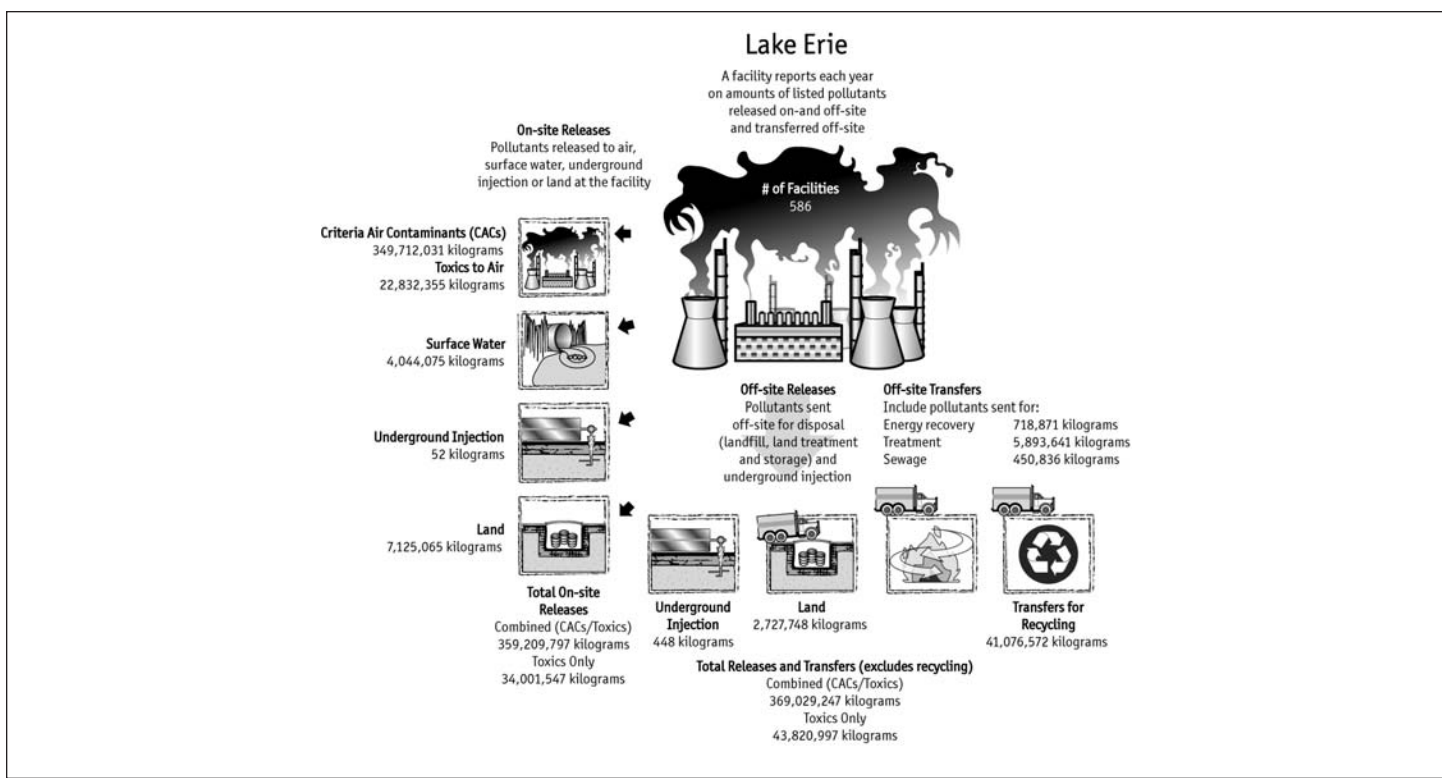 Lake Erie
A facility reports each year
on amounts of listed pollutants
released on-and off-site
and transferred off-site
On-site Releases
Pollutants released to air,
surface water, underground
injection or land at the facility
# of Facilities
586
Criteria Air Contaminants (CACs)
349,712,031 kilograms
Toxics to Air
22,832,355 kilograms
Surface Water
4,044,075 kilograms
Underground Injection
52 kilograms
Land
7,125,065 kilograms
Total On-site
Releases
Combined (CACs/Toxics)
359,209,797 kilograms
Toxics Only
34,001,547 kilograms
Off-site Releases
Pollutants sent
off-site for disposal
(landfill, land treatment
and storage) and
underground injection
Off-site Transfers
Include pollutants sent for:
Energy recovery 718,871 kilograms
Treatment 5,893,641 kilograms
Sewage 450,836 kilograms
Underground
Injection
448 kilograms
Land
2,727,748 kilograms
Transfers for
Recycling
41,076,572 kilograms
Total Releases and Transfers (excludes recycling)
Combined (CACs/Toxics)
369,029,247 kilograms
Toxics Only
43,820,997 kilograms